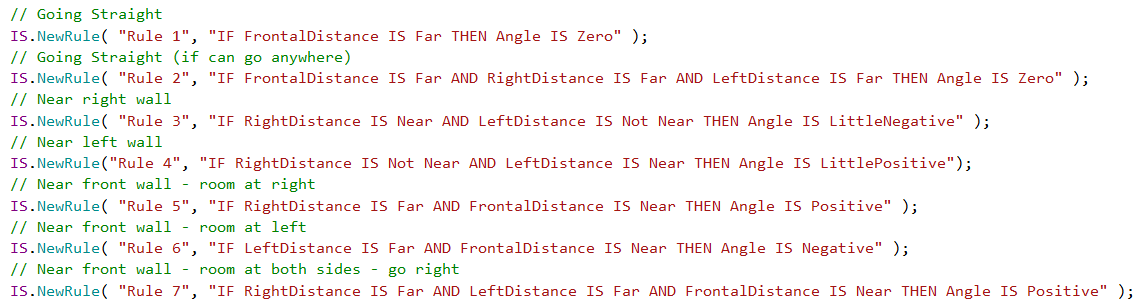 // Going Straight
IS.NewRule( "Rule 1", "IF FrontalDistance IS Far THEN Angle IS Zero" );
// Going Straight (if can go anywhere)
IS.NewRule( "Rule 2", "IF FrontalDistance IS Far AND RightDistance IS Far AND LeftDistance IS Far THEN Angle IS Zero" );
// Near right wall
IS.NewRule( "Rule 3", "IF RightDistance IS Near AND LeftDistance IS Not Near THEN Angle IS LittleNegative" );
// Near left wall
IS.NewRule("Rule 4", "IF RightDistance IS Not Near AND LeftDistance IS Near THEN Angle IS LittlePositive");
// Near front wall - room at right
IS.NewRule( "Rule 5", "IF RightDistance IS Far AND FrontalDistance IS Near THEN Angle IS Positive" );
// Near front wall - room at left
IS.NewRule( "Rule 6", "IF LeftDistance IS Far AND FrontalDistance IS Near THEN Angle IS Negative" );
// Near front wall - room at both sides - go right
IS.NewRule( "Rule 7", "IF RightDistance IS Far AND LeftDistance IS Far AND FrontalDistance IS Near THEN Angle IS Positive" );